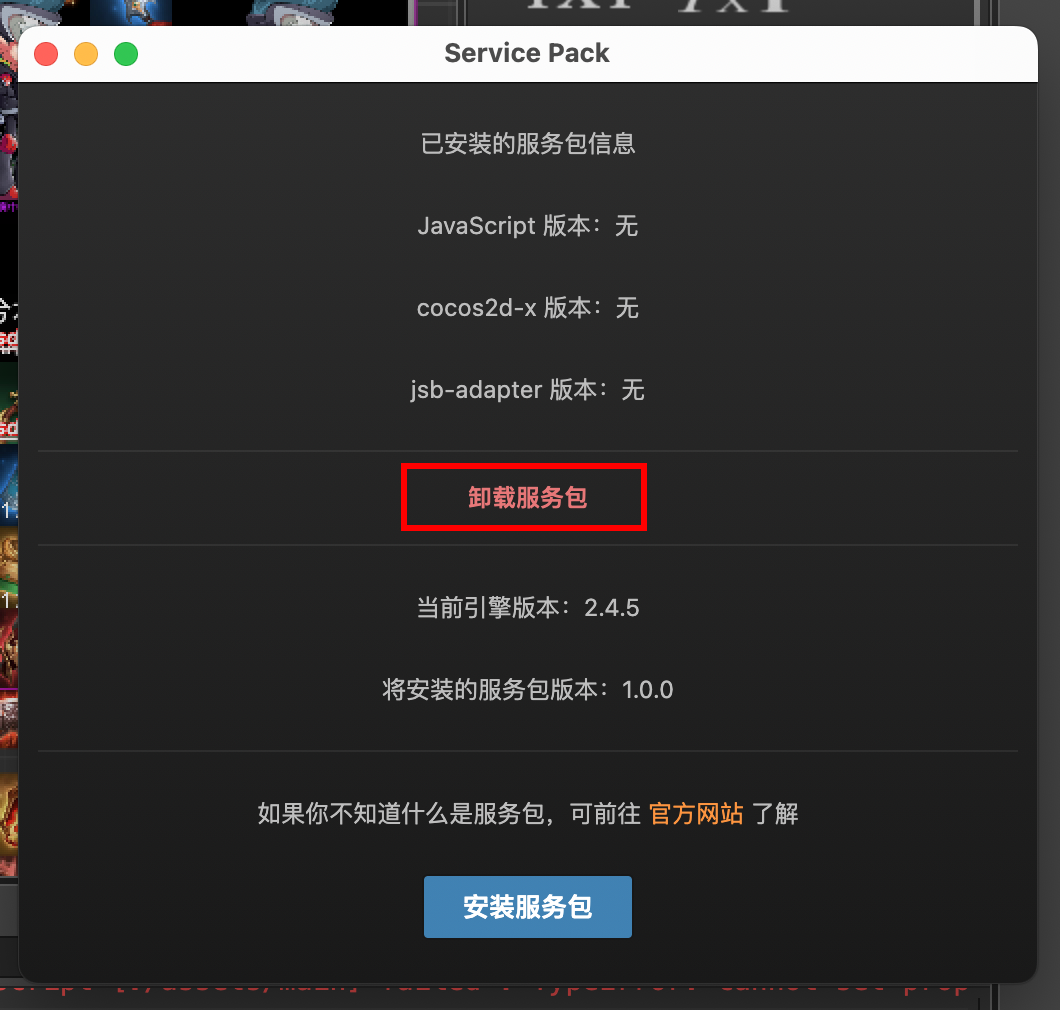 Service Pack
已安装的服务包信息
JavaScript 版本：无
cocos2d-x 版本：无
jsb-adapter 版本：无
卸载服务包
当前引擎版本：2.4.5
将安装的服务包版本：1.0.0
如果你不知道什么是服务包，可前往 官方网站 了解
安装服务包